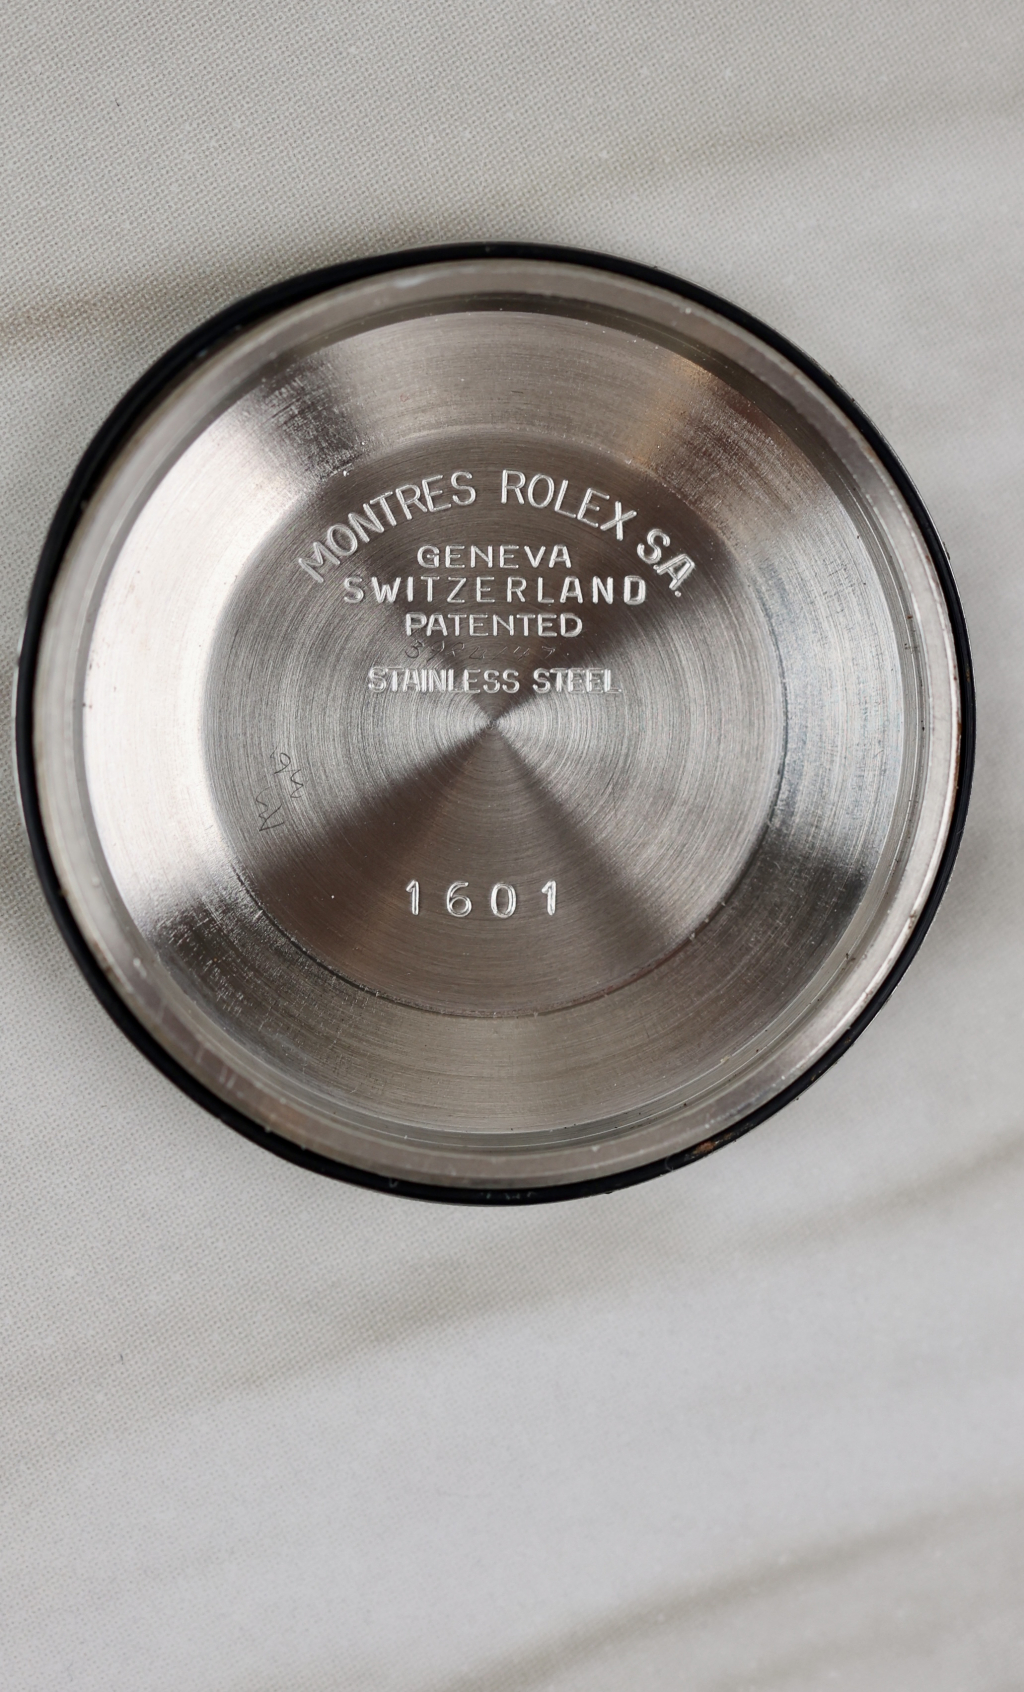 MONTRES ROLEX S.A.
GENEVA
SWITZERLAND
PATENTED
STAINLESS STEEL
1601